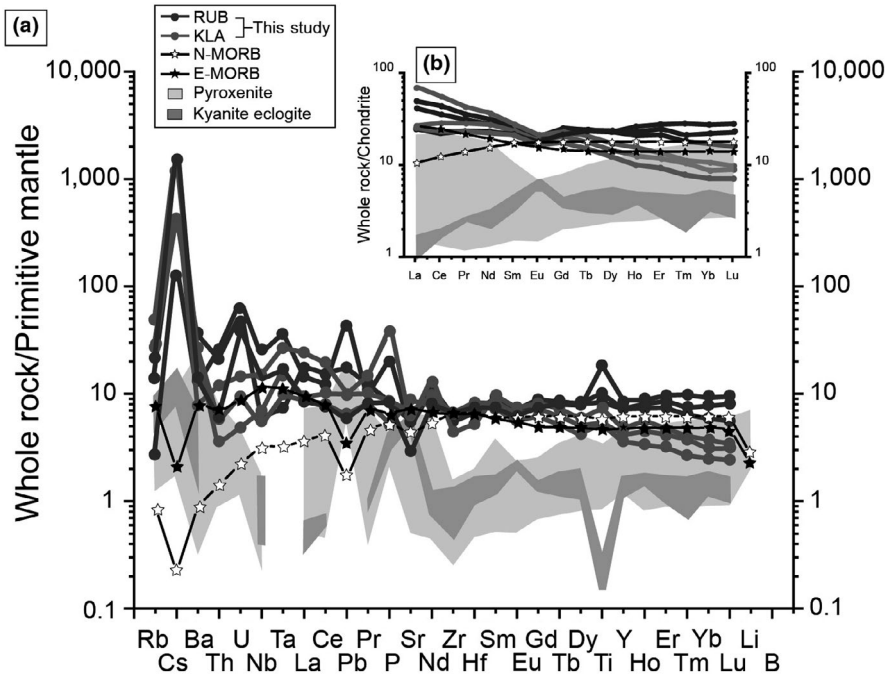 (a)
RUB
KLA
This study
N-MORB
E-MORB
Pyroxenite
Kyanite eclogite
Whole rock/Primitive mantle
10,000
1,000
100
10
1
0.1
(b)
Whole rock/Chondrite
100
10
1
100
10
1
La Ce Pr Nd Sm Eu Gd Tb Dy Ho Er Tm Yb Lu
10,000
1,000
100
10
1
0.1
Rb Ba U Ta Ce Pr Sr Zr Sm Gd Dy Y Er Yb Li
Cs Th Nb La Pb P Nd Hf Eu Tb Ti Ho Tm Lu B